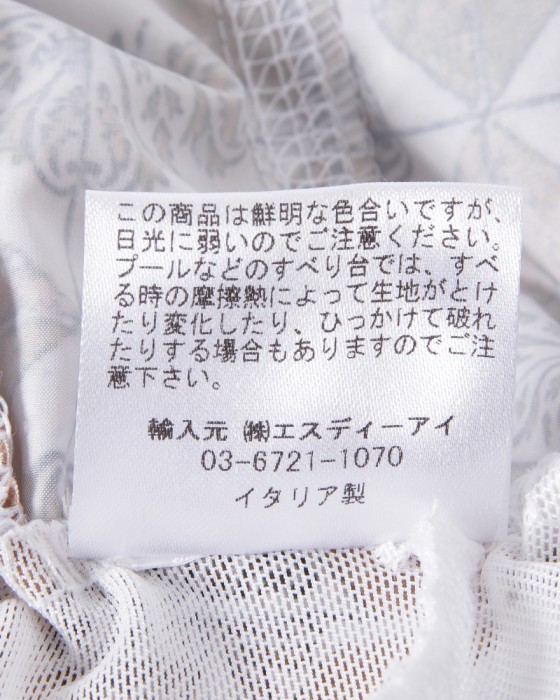 この商品は鮮明な色合いですが、
日光に弱いのでご注意ください。
プールなどのすべり台では、すべ
る時の摩擦熱によって生地がとけ
たり変化したり、ひっかけて破れ
たりする場合もありますのでご注
意下さい。
輸入元 ㈱エスディーアイ
03-6721-1070
イタリア製